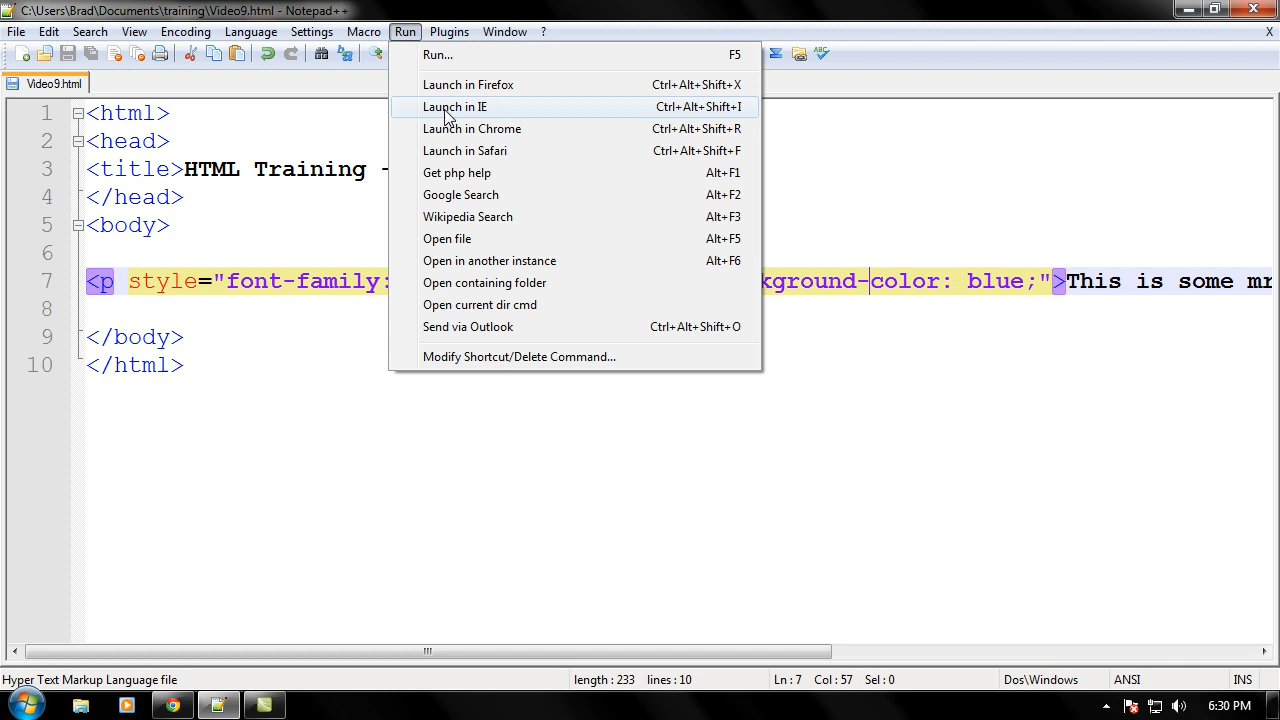 C:\Users\Brad\Documents\training\Video9.html - Notepad++
File Edit Search View Encoding Language Settings Macro Run Plugins Window ? X
Run... F5
Video9.html
Launch in Firefox Ctrl+Alt+Shift+X
Launch in IE Ctrl+Alt+Shift+I
Launch in Chrome Ctrl+Alt+Shift+R
Launch in Safari Ctrl+Alt+Shift+F
Get php help Alt+F1
Google Search Alt+F2
Wikipedia Search Alt+F3
Open file Alt+F5
Open in another instance Alt+F6
Open containing folder
Open current dir cmd
Send via Outlook Ctrl+Alt+Shift+O
Modify Shortcut/Delete Command...
1 <html>
2 <head>
3 <title>HTML Training -
4 </head>
5 <body>
6
7 <p style="font-family: kground-color: blue;">This is some
8
9 </body>
10 </html>
Hyper Text Markup Language file length : 233 lines : 10 Ln : 7 Col : 57 Sel : 0 Dos\Windows ANSI INS
6:30 PM